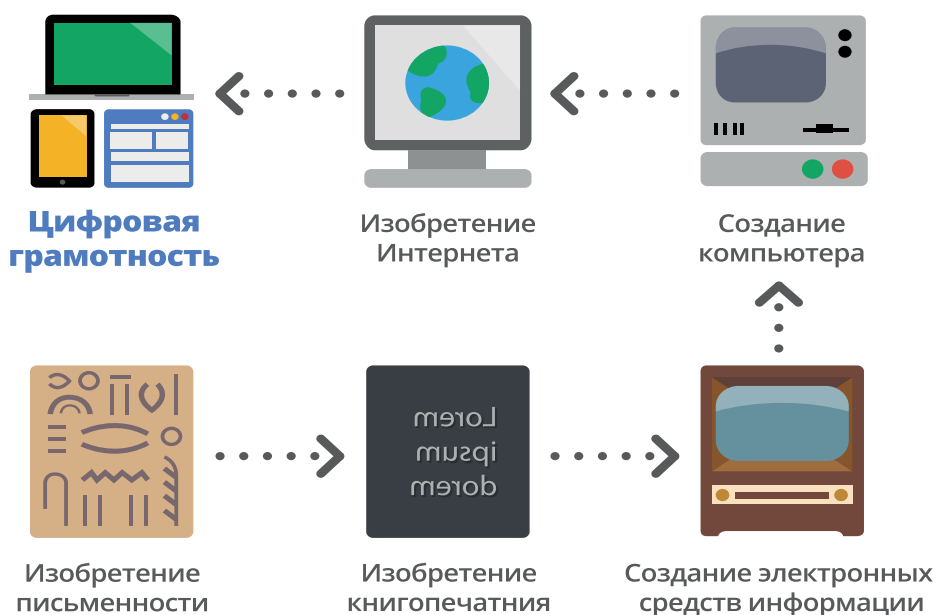 Цифровая
грамотность
Изобретение
Интернета
Создание
компьютера
Lorem
ipsum
dorem
Изобретение
письменности
Изобретение
книгопечатния
Создание электронных
средств информации